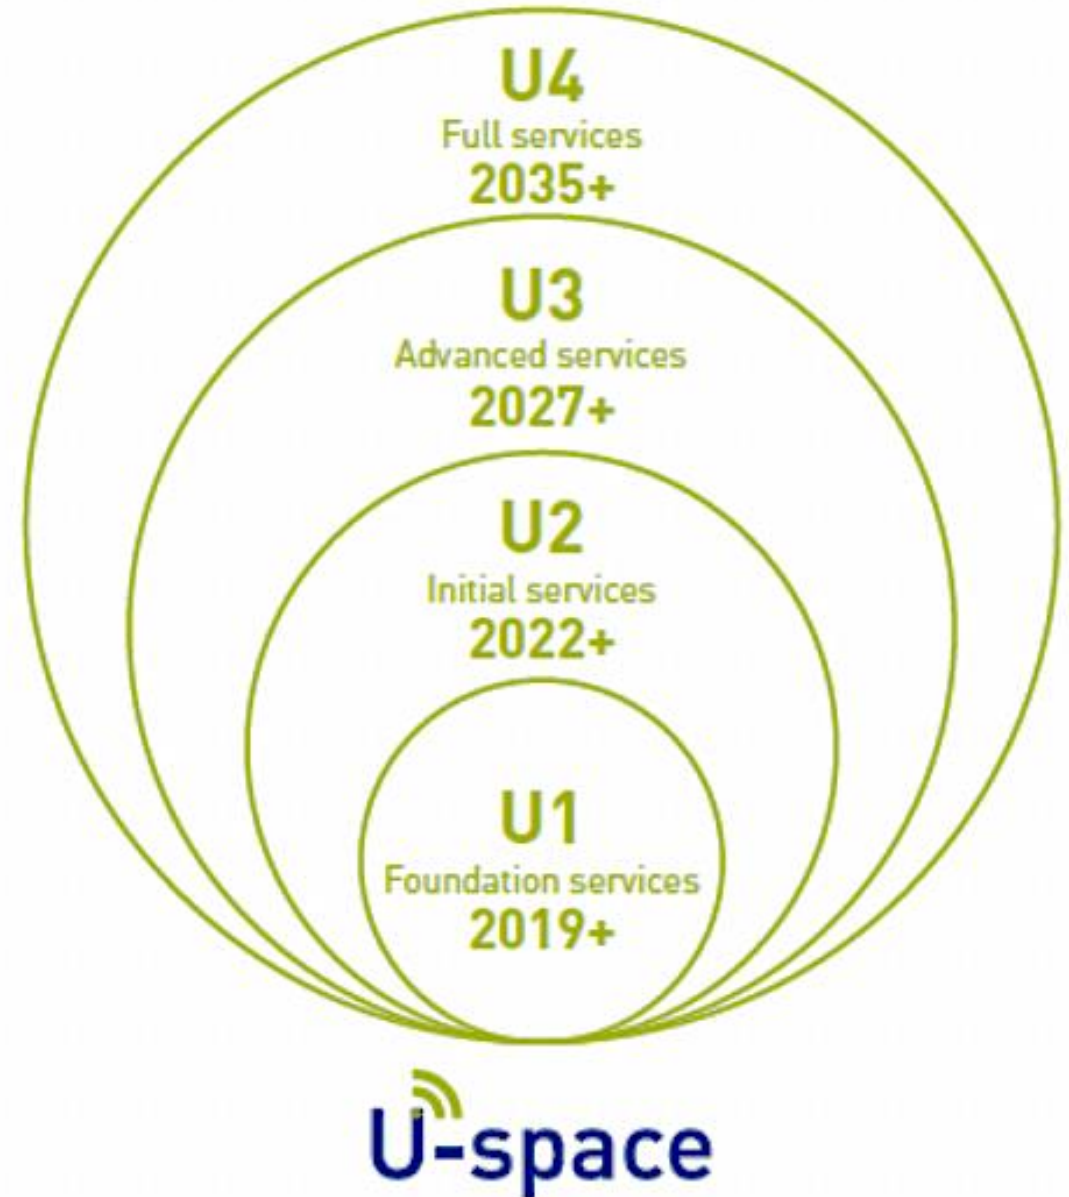 U4
Full services
2035+
U3
Advanced services
2027+
U2
Initial services
2022+
U1
Foundation services
2019+
U-space